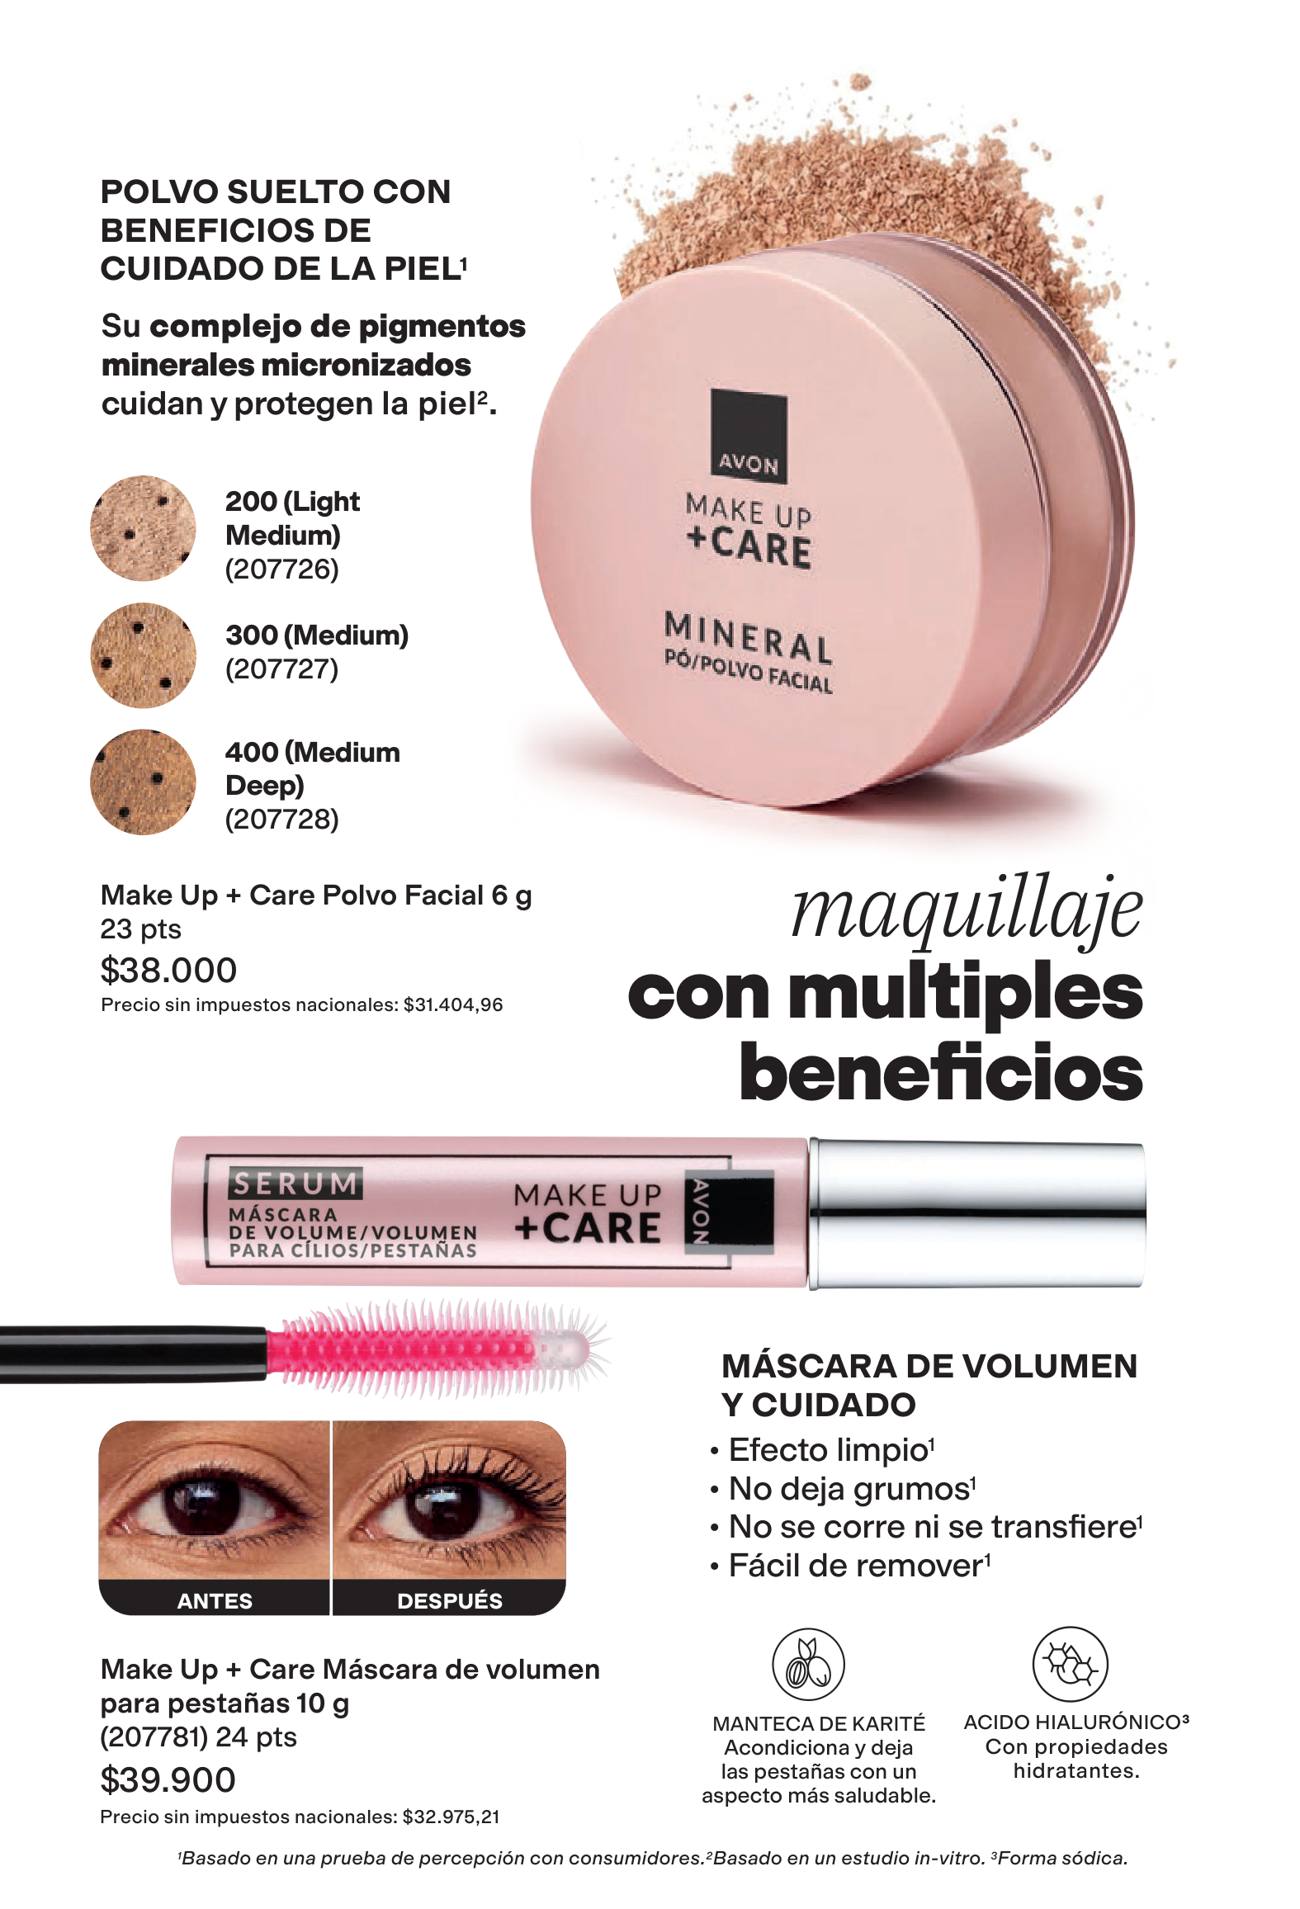 POLVO SUELTO CON
BENEFICIOS DE
CUIDADO DE LA PIEL¹
Su complejo de pigmentos
minerales micronizados
cuidan y protegen la piel².
200 (Light
Medium)
(207726)
300 (Medium)
(207727)
400 (Medium
Deep)
(207728)
AVON
MAKE UP
+CARE
MINERAL
PÓ/POLVO FACIAL
Make Up + Care Polvo Facial 6 g
23 pts
$38.000
Precio sin impuestos nacionales: $31.404,96
maquillaje
con multiples
beneficios
SERUM
MÁSCARA
DE VOLUME/VOLUMEN
PARA CÍLIOS/PESTAÑAS
MAKE UP
+CARE
AVON
MÁSCARA DE VOLUMEN
Y CUIDADO
• Efecto limpio¹
• No deja grumos¹
• No se corre ni se transfiere¹
• Fácil de remover¹
ANTES
DESPUÉS
Make Up + Care Máscara de volumen
para pestañas 10 g
(207781) 24 pts
$39.900
Precio sin impuestos nacionales: $32.975,21
MANTECA DE KARITÉ
Acondiciona y deja
las pestañas con un
aspecto más saludable.
ACIDO HIALURÓNICO³
Con propiedades
hidratantes.
¹Basado en una prueba de percepción con consumidores.²Basado en un estudio in-vitro. ³Forma sódica.